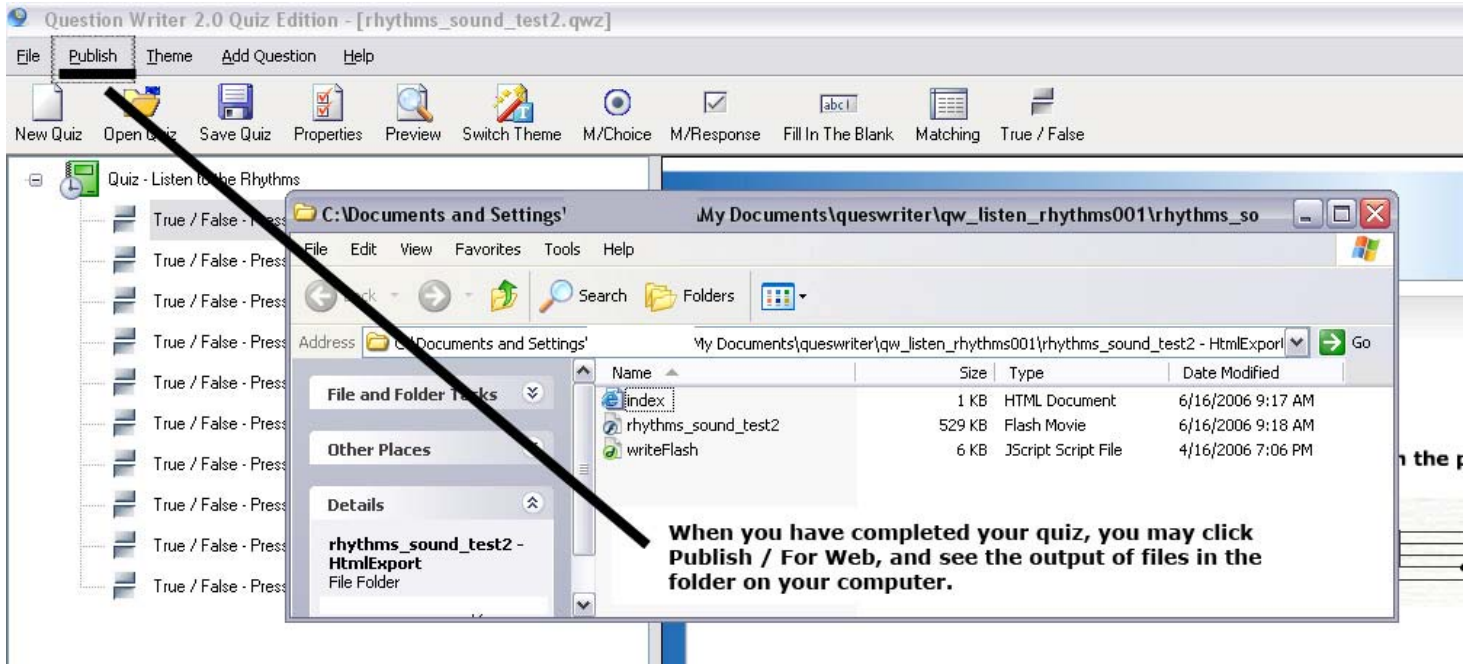 Question Writer 2.0 Quiz Edition - [rhythms_sound_test2.qwz]
File Publish Theme Add Question Help
New Quiz Open Quiz Save Quiz Properties Preview Switch Theme M/Choice M/Response Fill In The Blank Matching True / False
abc
Quiz - Listen to the Rhythms
True / False - Press
True / False - Press
True / False - Press
True / False - Press
True / False - Press
True / False - Press
True / False - Press
True / False - Press
True / False - Press
True / False - Press
C:\Documents and Settings' My Documents\queswriter\qw_listen_rhythms001\rhythms_so
File Edit View Favorites Tools Help
Back Search Folders
Address C:\Documents and Settings' My Documents\queswriter\qw_listen_rhythms001\rhythms_sound_test2 - HtmlExport Go
File and Folder Tasks
Other Places
Details
rhythms_sound_test2 -
HtmlExport
File Folder
Name Size Type Date Modified
index 1 KB HTML Document 6/16/2006 9:17 AM
rhythms_sound_test2 529 KB Flash Movie 6/16/2006 9:18 AM
writeFlash 6 KB JScript Script File 4/16/2006 7:06 PM
When you have completed your quiz, you may click
Publish / For Web, and see the output of files in the
folder on your computer.
the p